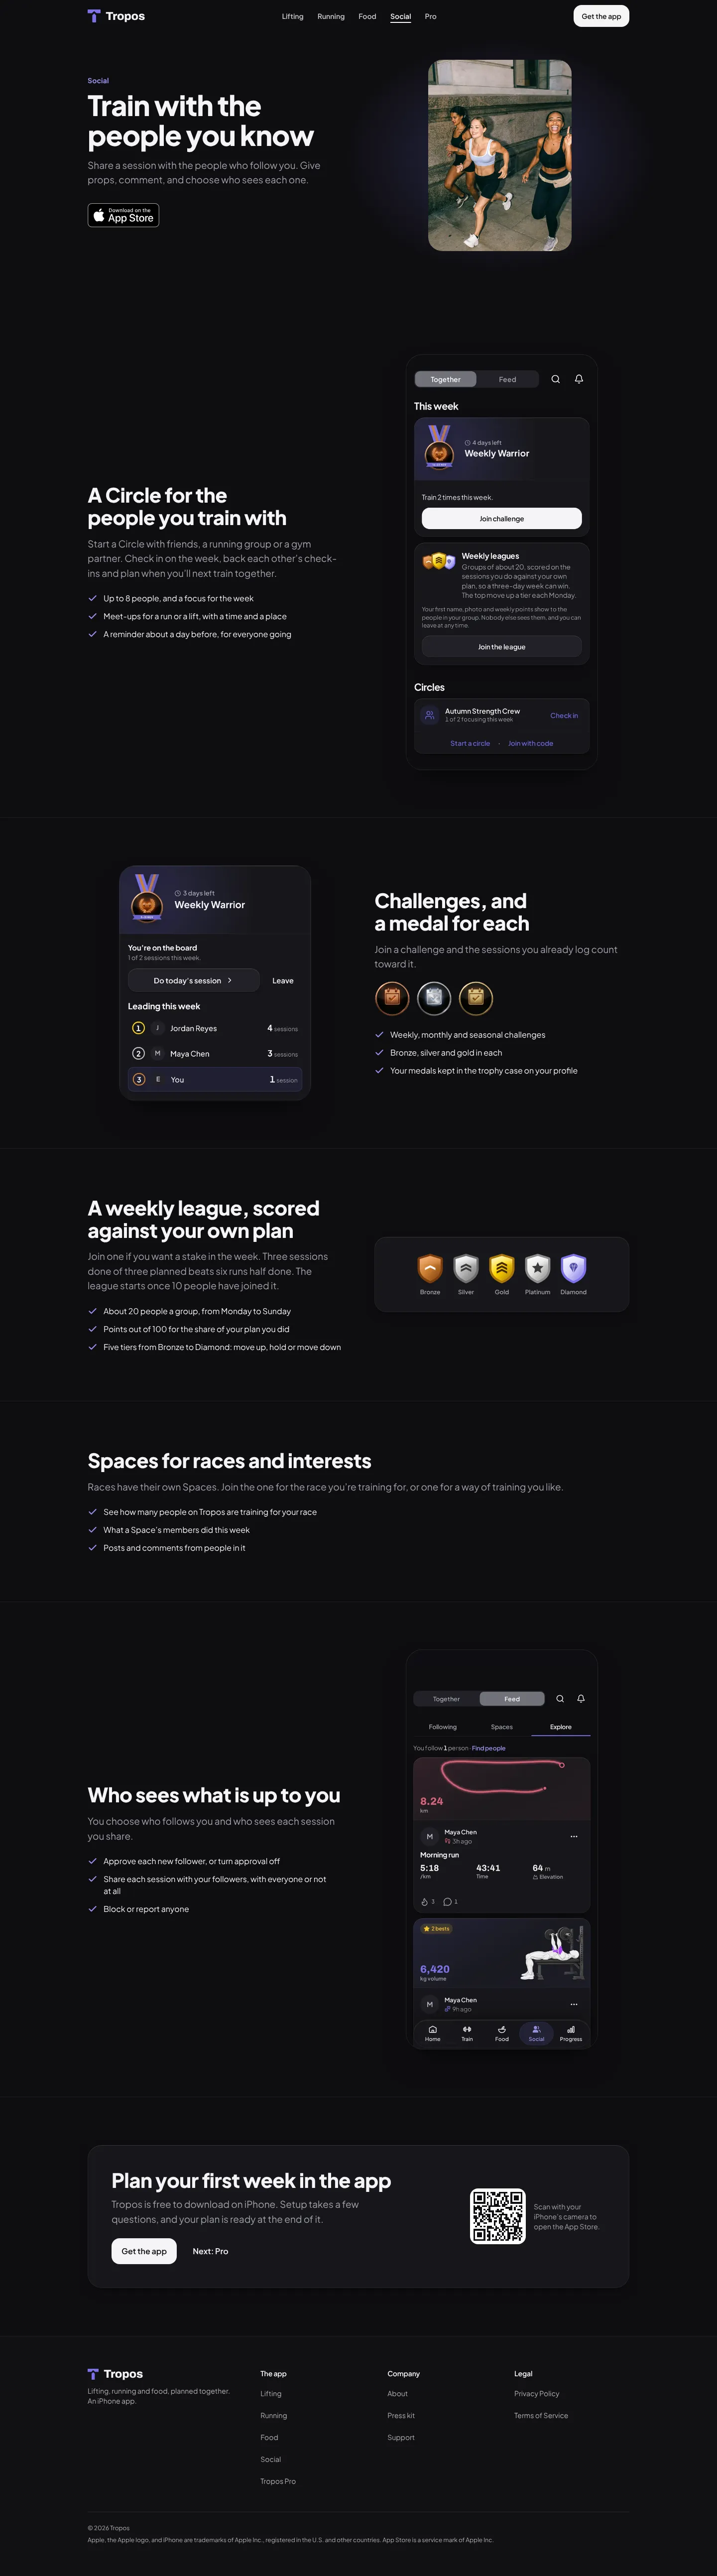 Tropos
Lifting
Running
Food
Social
Pro
Get the app
Social
Train with the
people you know
Share a session with the people who follow you. Give
props, comment, and choose who sees each one.
Download on the
App Store
Together
Feed
This week
4 days left
Weekly Warrior
Train 2 times this week.
Join challenge
Weekly leagues
Groups of about 20, scored on the
sessions you do against your own
plan, so a three-day week can win.
The top move up a tier each Monday.
Your first name, photo and weekly points show to the
people in your group. Nobody else sees them, and you can
leave at any time.
Join the league
Circles
Autumn Strength Crew
1 of 2 focusing this week
Check in
Start a circle
·
Join with code
A Circle for the
people you train with
Start a Circle with friends, a running group or a gym
partner. Check in on the week, back each other's check-
ins and plan when you'll next train together.
Up to 8 people, and a focus for the week
Meet-ups for a run or a lift, with a time and a place
A reminder about a day before, for everyone going
3 days left
Weekly Warrior
You're on the board
1 of 2 sessions this week.
Do today's session
Leave
Leading this week
1 J Jordan Reyes 4 sessions
2 M Maya Chen 3 sessions
3 E You 1 session
Challenges, and
a medal for each
Join a challenge and the sessions you already log count
toward it.
Weekly, monthly and seasonal challenges
Bronze, silver and gold in each
Your medals kept in the trophy case on your profile
A weekly league, scored
against your own plan
Join one if you want a stake in the week. Three sessions
done of three planned beats six runs half done. The
league starts once 10 people have joined it.
About 20 people a group, from Monday to Sunday
Points out of 100 for the share of your plan you did
Five tiers from Bronze to Diamond: move up, hold or move down
Bronze
Silver
Gold
Platinum
Diamond
Spaces for races and interests
Races have their own Spaces. Join the one for the race you're training for, or one for a way of training you like.
See how many people on Tropos are training for your race
What a Space's members did this week
Posts and comments from people in it
Who sees what is up to you
You choose who follows you and who sees each session
you share.
Approve each new follower, or turn approval off
Share each session with your followers, with everyone or not
at all
Block or report anyone
Together
Feed
Following
Spaces
Explore
You follow 1 person · Find people
8.24
km
M
Maya Chen
3h ago
Morning run
5:18
/km
43:41
Time
64 m
Elevation
3
1
2 bests
6,420
kg volume
M
Maya Chen
9h ago
Home
Train
Food
Social
Progress
Plan your first week in the app
Tropos is free to download on iPhone. Setup takes a few
questions, and your plan is ready at the end of it.
Get the app
Next: Pro
Scan with your
iPhone's camera to
open the App Store.
Tropos
Lifting, running and food, planned together.
An iPhone app.
The app
Lifting
Running
Food
Social
Tropos Pro
Company
About
Press kit
Support
Legal
Privacy Policy
Terms of Service
© 2026 Tropos
Apple, the Apple logo, and iPhone are trademarks of Apple Inc., registered in the U.S. and other countries. App Store is a service mark of Apple Inc.